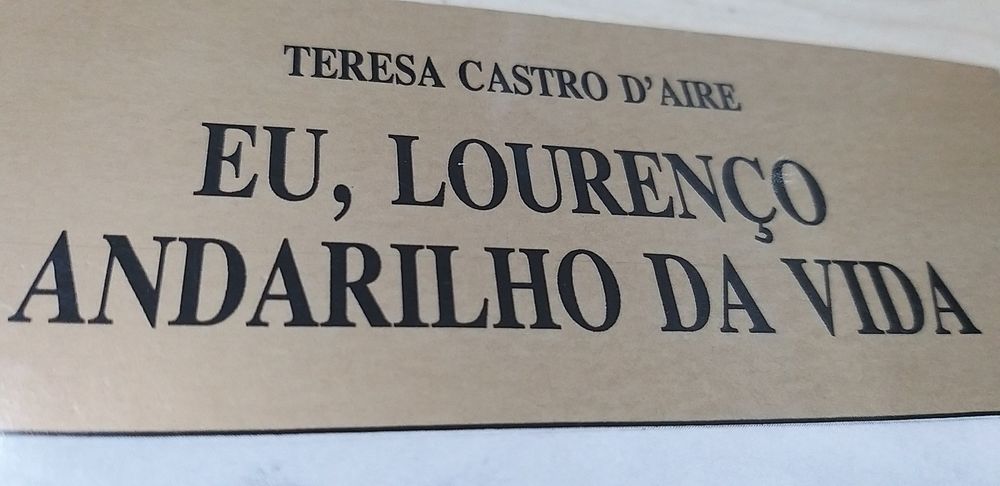 TERESA CASTRO D'AIRE
EU, LOURENÇO
ANDARILHO DA VIDA